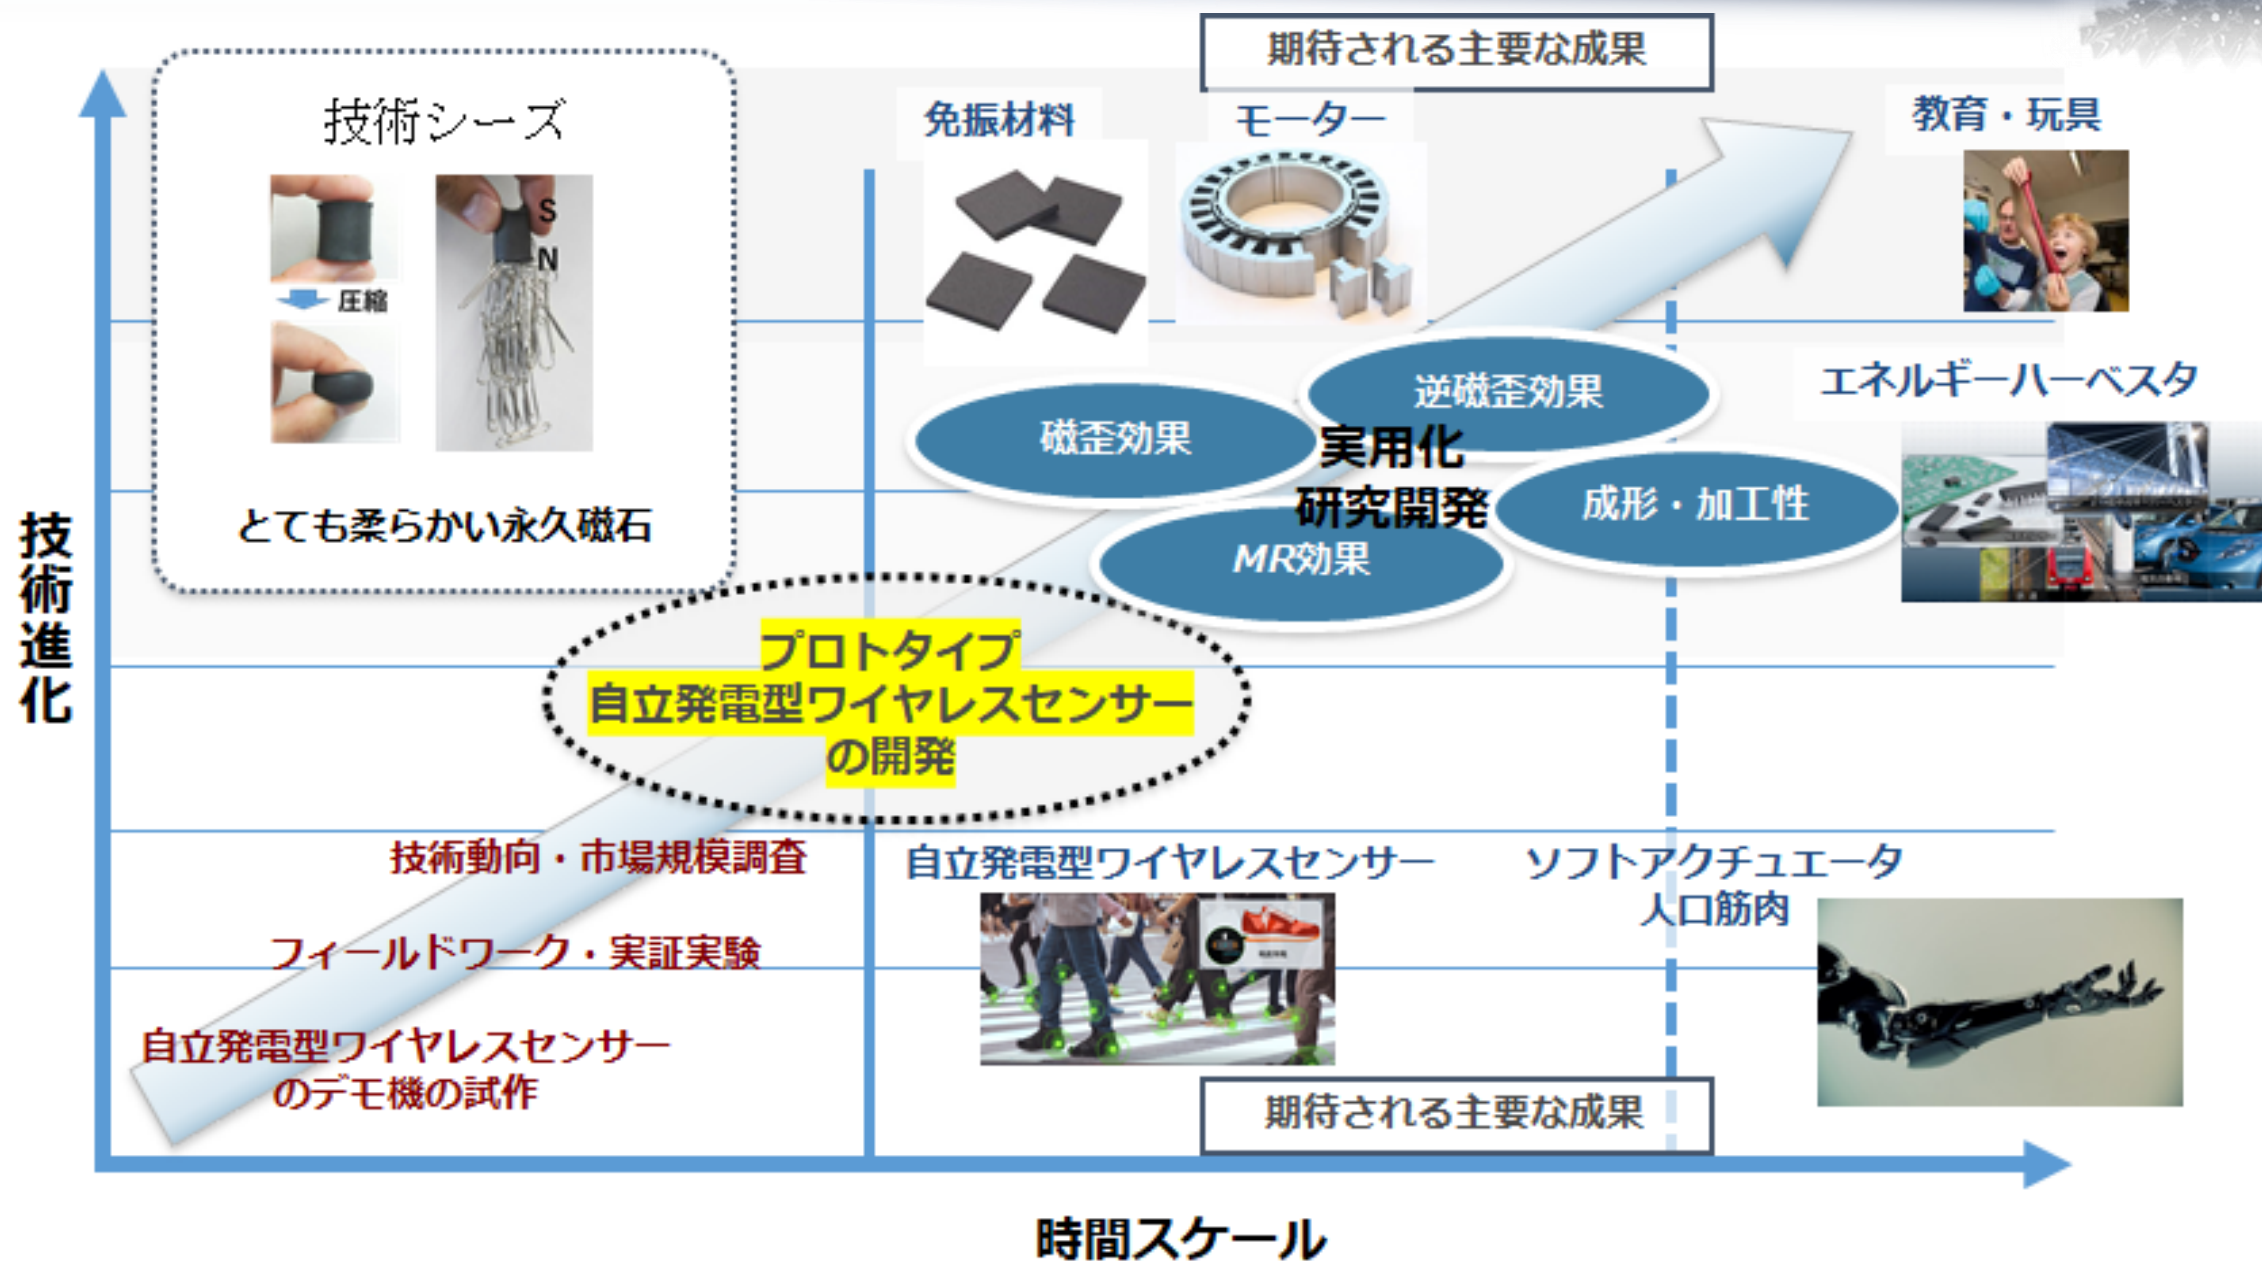 期待される主要な成果
技術シーズ
S
N
圧縮
とても柔らかい永久磁石
免振材料
モーター
教育・玩具
エネルギーハーベスタ
磁歪効果
逆磁歪効果
実用化
研究開発
成形・加工性
MR効果
技術進化
プロトタイプ
自立発電型ワイヤレスセンサー
の開発
技術動向・市場規模調査
フィールドワーク・実証実験
自立発電型ワイヤレスセンサー
のデモ機の試作
自立発電型ワイヤレスセンサー
ソフトアクチュエータ
人口筋肉
期待される主要な成果
時間スケール